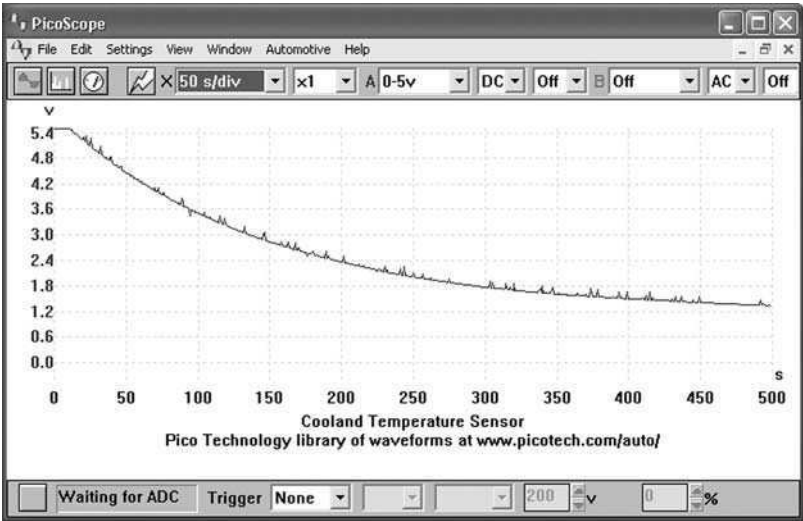 PicoScope
File Edit Settings View Window Automotive Help
X 50 s/div x1 A 0-5v DC Off B Off AC Off
v
5.4
4.8
4.2
3.6
3.0
2.4
1.8
1.2
0.6
0.0
s
0 50 100 150 200 250 300 350 400 450 500
Cooland Temperature Sensor
Pico Technology library of waveforms at www.picotech.com/auto/
Waiting for ADC Trigger None 200 v 0 %